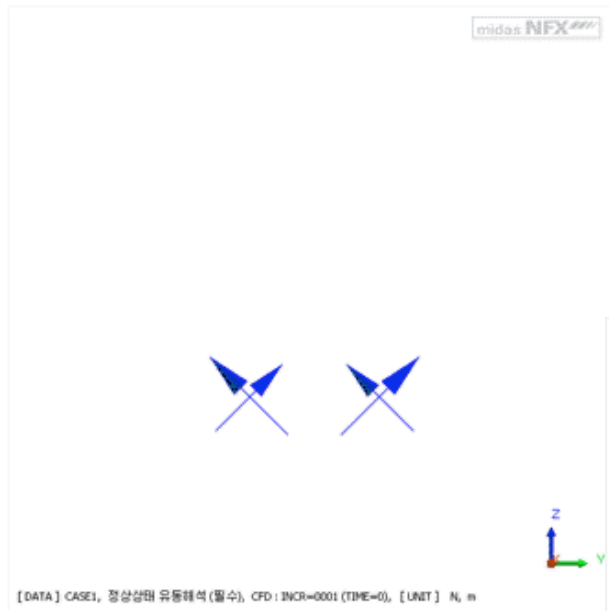 midas NFX
Z
Y
[DATA] CASE1, 정상상태 유동해석(필수), CFD : INCR=0001 (TIME=0), [UNIT] N, m